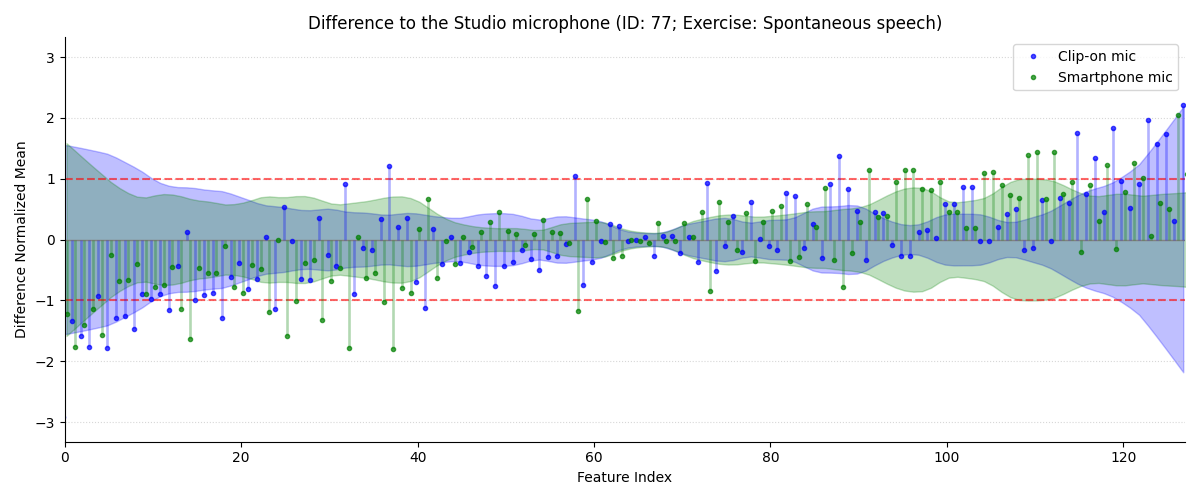 Difference to the Studio microphone (ID: 77; Exercise: Spontaneous speech)
Clip-on mic
Smartphone mic
Difference Normalized Mean
3
2
1
0
−1
−2
−3
0 20 40 60 80 100 120
Feature Index